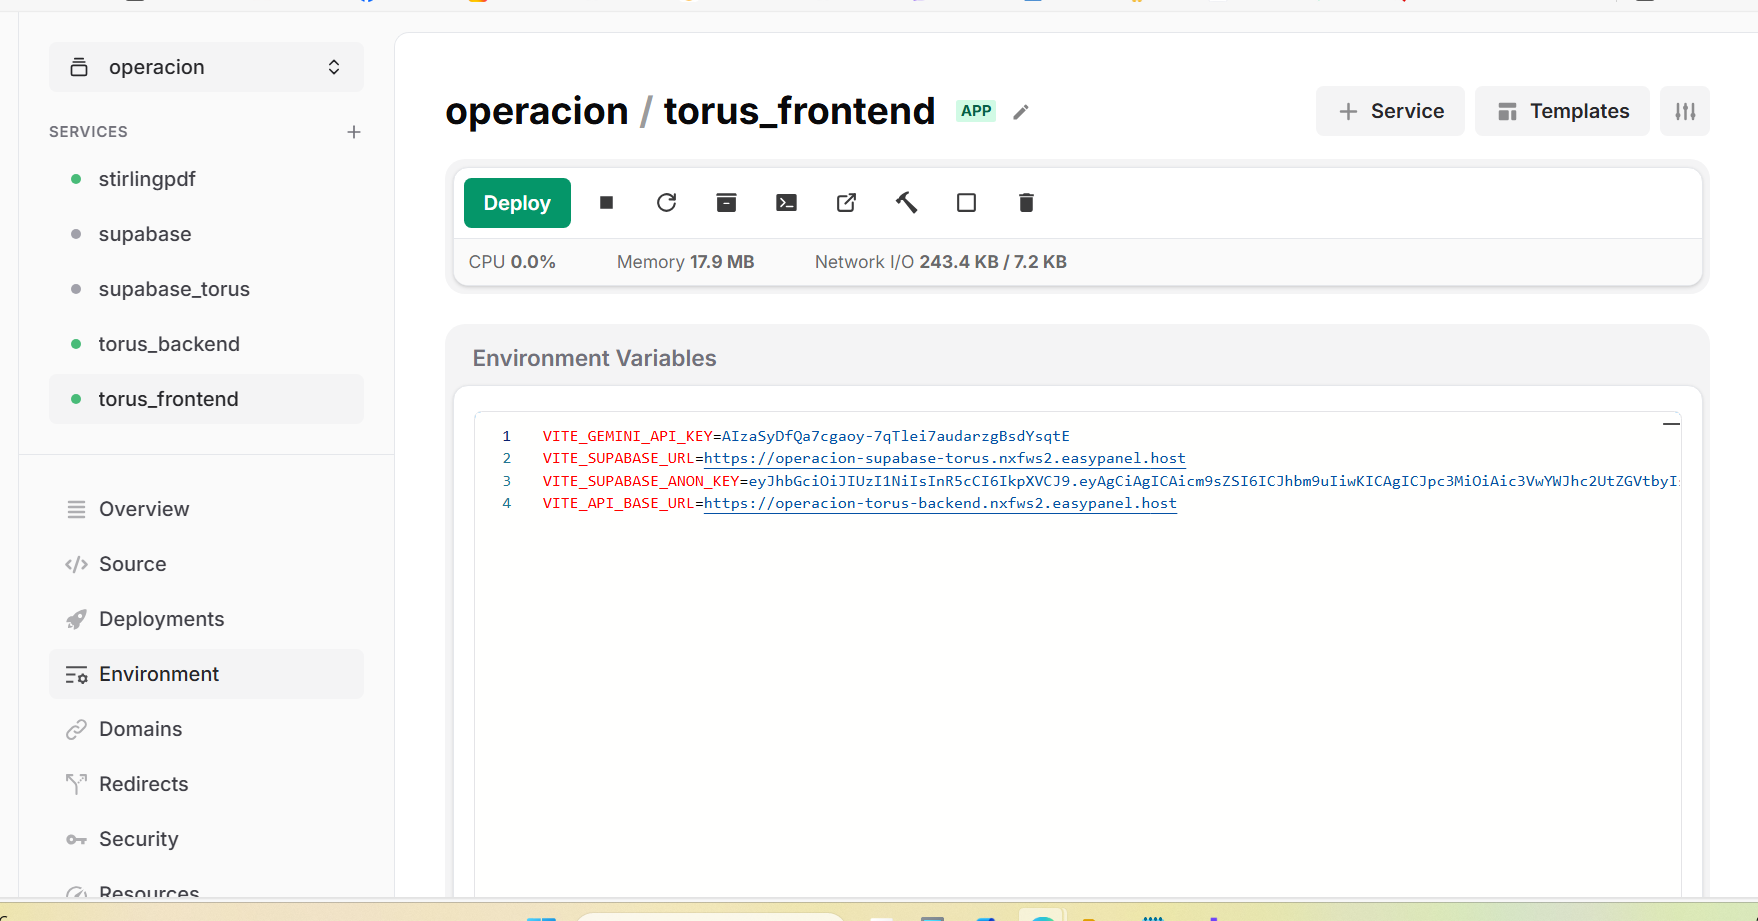 operacion
operacion / torus_frontend APP
Service
Templates
SERVICES
stirlingpdf
supabase
supabase_torus
torus_backend
torus_frontend
Deploy
CPU 0.0%
Memory 17.9 MB
Network I/O 243.4 KB / 7.2 KB
Environment Variables
1 VITE_GEMINI_API_KEY=AIzaSyDfQa7cgaoy-7qTlei7audarzgBsdYsqtE
2 VITE_SUPABASE_URL=https://operacion-supabase-torus.nxfws2.easypanel.host
3 VITE_SUPABASE_ANON_KEY=eyJhbGciOiJIUzI1NiIsInR5cCI6IkpXVCJ9.eyAgCiAgICAicm9sZSI6ICJhbm9uIiwKICAgICJpc3MiOiAic3VwYWJhc2UtZGVtbyIs
4 VITE_API_BASE_URL=https://operacion-torus-backend.nxfws2.easypanel.host
Overview
Source
Deployments
Environment
Domains
Redirects
Security
Resources